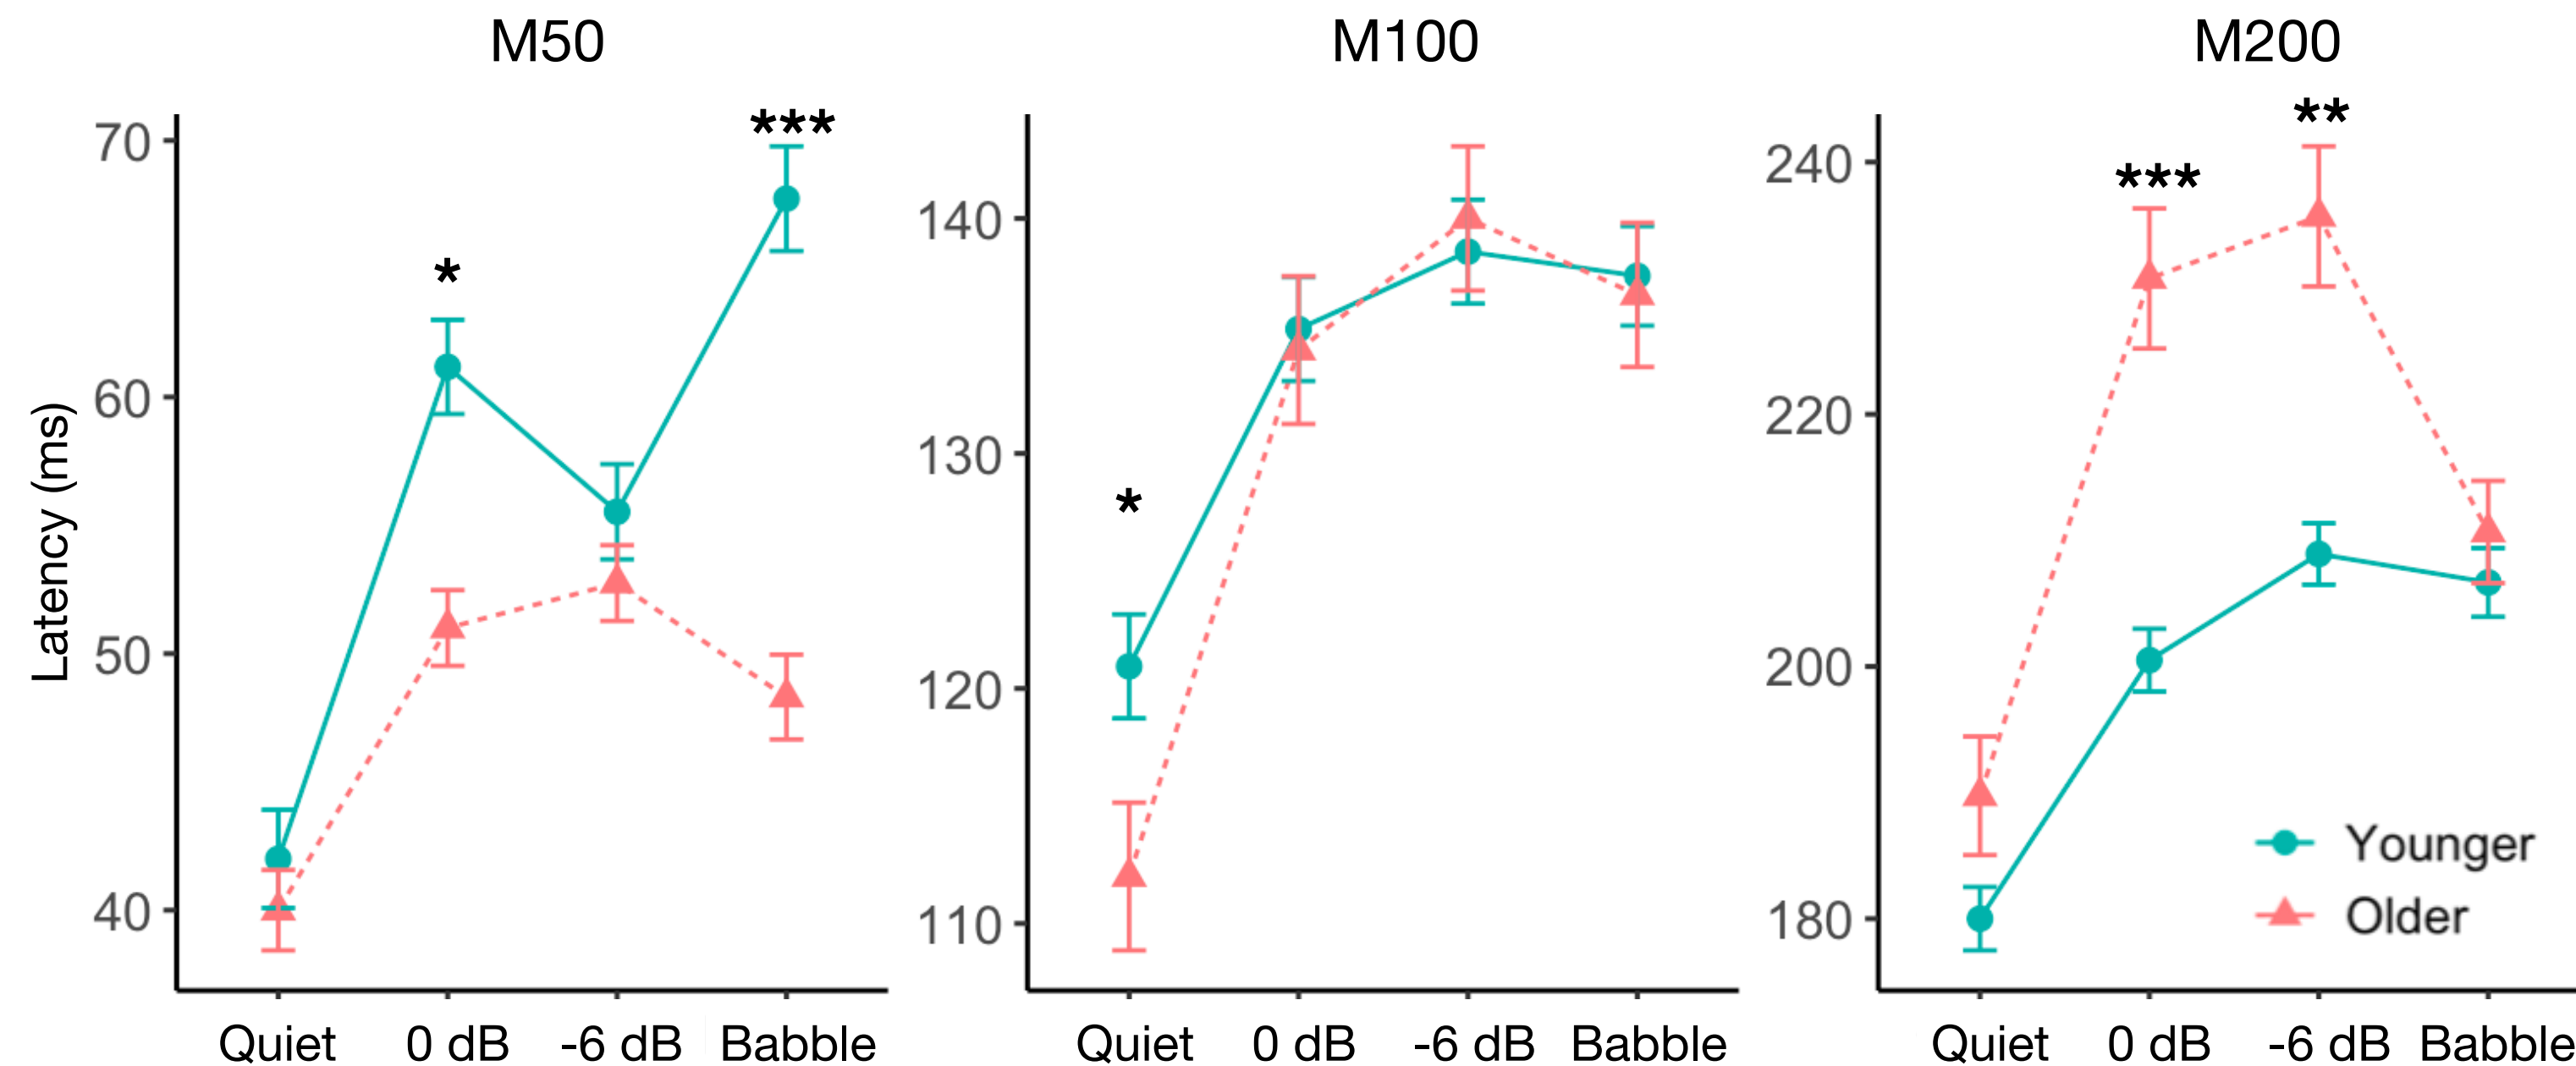 M50
M100
M200
Latency (ms)
70
60
50
40
*
***
140
130
120
110
*
240
220
200
180
***
**
Younger
Older
Quiet 0 dB -6 dB Babble
Quiet 0 dB -6 dB Babble
Quiet 0 dB -6 dB Babble